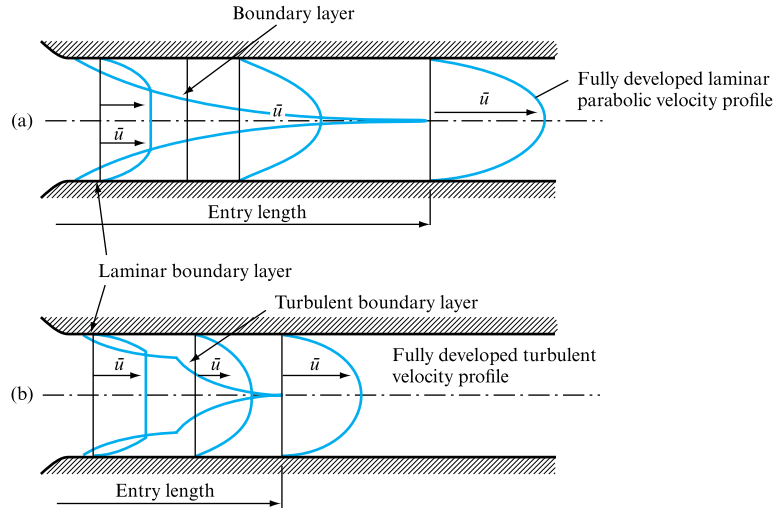 Boundary layer
Fully developed laminar
parabolic velocity profile
(a)
ū
ū
ū
Entry length
Laminar boundary layer
Turbulent boundary layer
Fully developed turbulent
velocity profile
(b)
ū
ū
ū
Entry length